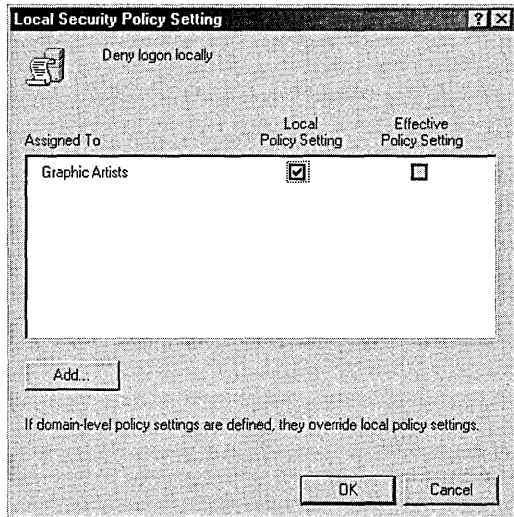 Local Security Policy Setting
Deny logon locally
Assigned To
Local Policy Setting
Effective Policy Setting
Graphic Artists
Add...
If domain-level policy settings are defined, they override local policy settings.
OK
Cancel